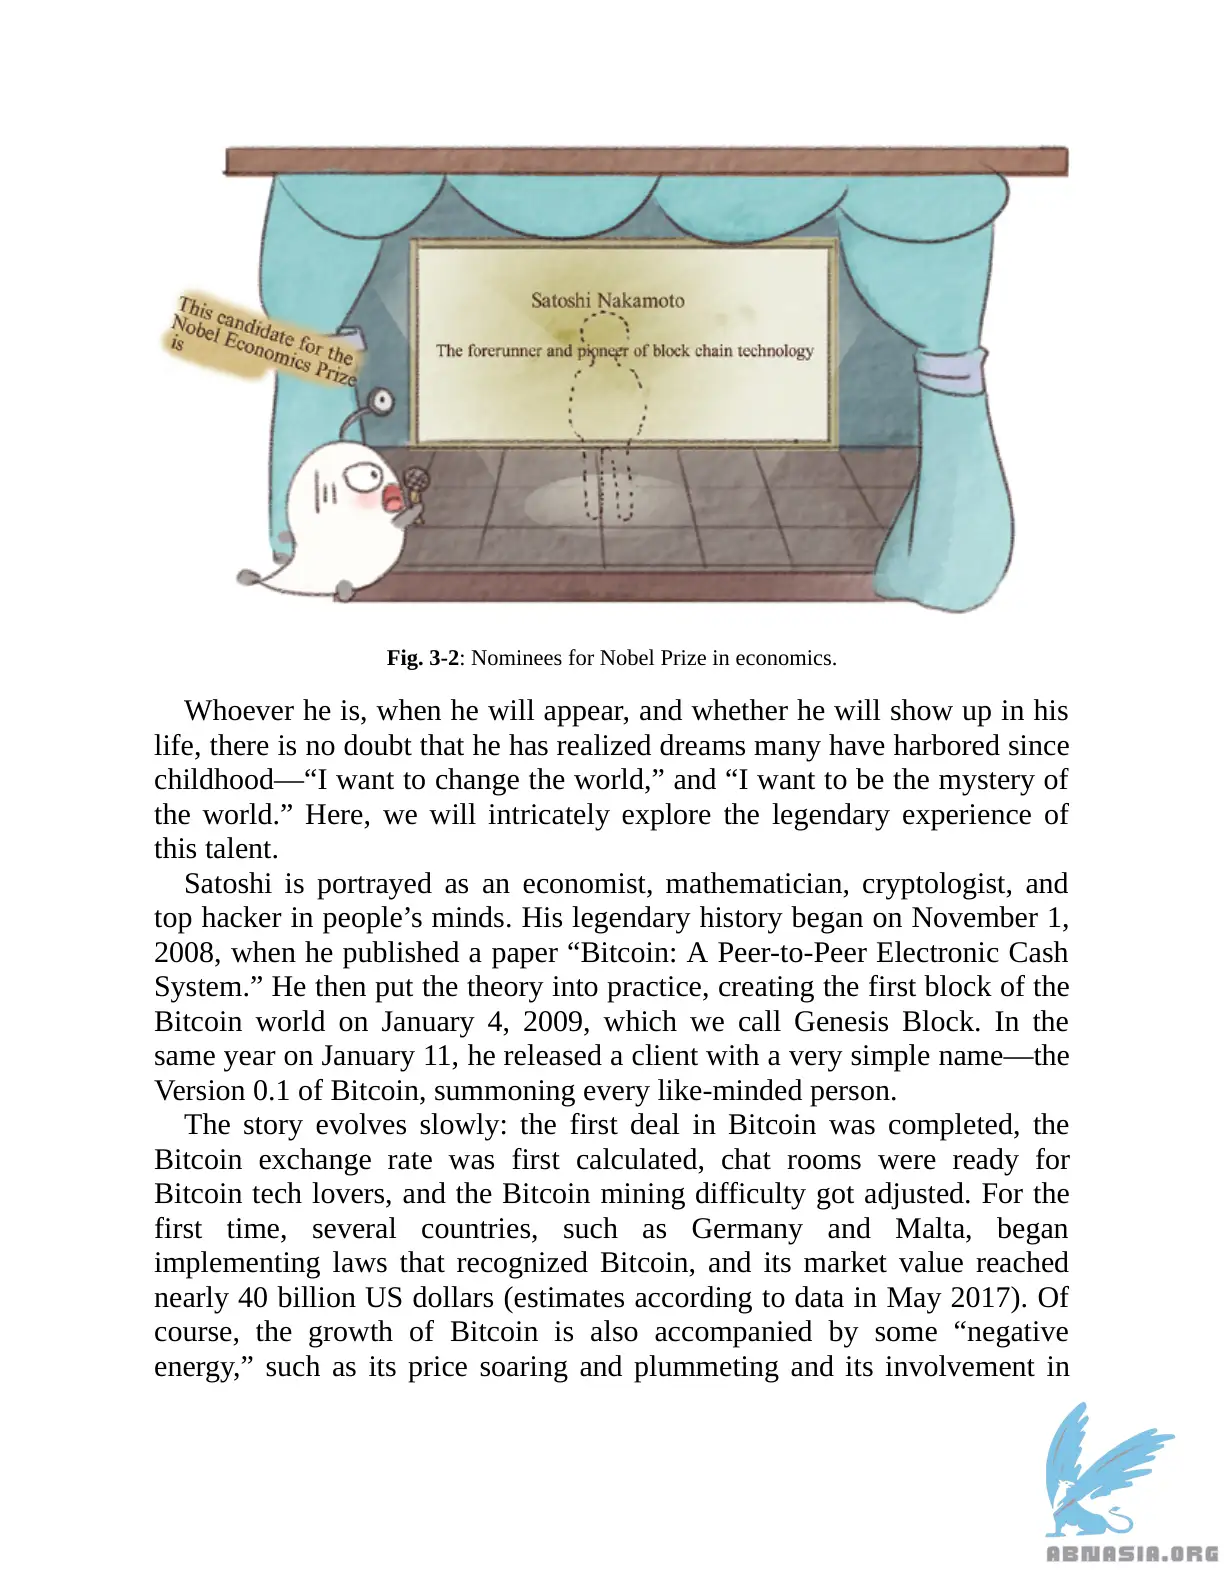 This candidate for the
Nobel Economics Prize
is
Satoshi Nakamoto
The forerunner and pioneer of block chain technology
Fig. 3-2: Nominees for Nobel Prize in economics.
Whoever he is, when he will appear, and whether he will show up in his
life, there is no doubt that he has realized dreams many have harbored since
childhood—“I want to change the world,” and “I want to be the mystery of
the world.” Here, we will intricately explore the legendary experience of
this talent.
Satoshi is portrayed as an economist, mathematician, cryptologist, and
top hacker in people’s minds. His legendary history began on November 1,
2008, when he published a paper “Bitcoin: A Peer-to-Peer Electronic Cash
System.” He then put the theory into practice, creating the first block of the
Bitcoin world on January 4, 2009, which we call Genesis Block. In the
same year on January 11, he released a client with a very simple name—the
Version 0.1 of Bitcoin, summoning every like-minded person.
The story evolves slowly: the first deal in Bitcoin was completed, the
Bitcoin exchange rate was first calculated, chat rooms were ready for
Bitcoin tech lovers, and the Bitcoin mining difficulty got adjusted. For the
first time, several countries, such as Germany and Malta, began
implementing laws that recognized Bitcoin, and its market value reached
nearly 40 billion US dollars (estimates according to data in May 2017). Of
course, the growth of Bitcoin is also accompanied by some “negative
energy,” such as its price soaring and plummeting and its involvement in
ABNASIA.ORG